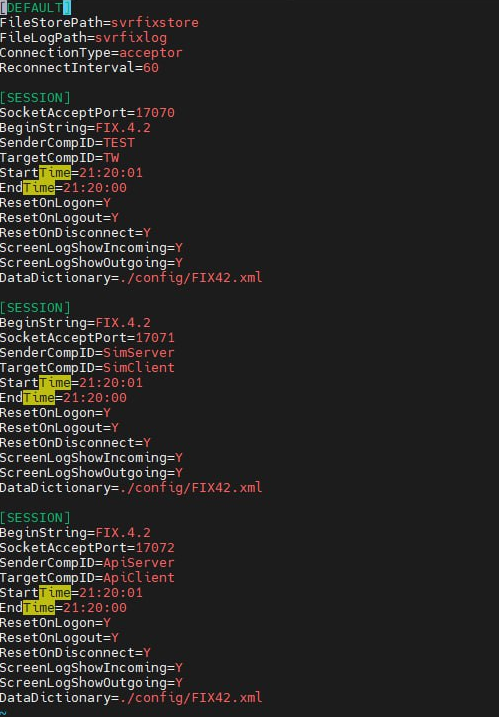 [DEFAULT]
FileStorePath=svrfixstore
FileLogPath=svrfixlog
ConnectionType=acceptor
ReconnectInterval=60
[SESSION]
SocketAcceptPort=17070
BeginString=FIX.4.2
SenderCompID=TEST
TargetCompID=TW
StartTime=21:20:01
EndTime=21:20:00
ResetOnLogon=Y
ResetOnLogout=Y
ResetOnDisconnect=Y
ScreenLogShowIncoming=Y
ScreenLogShowOutgoing=Y
DataDictionary=./config/FIX42.xml
[SESSION]
BeginString=FIX.4.2
SocketAcceptPort=17071
SenderCompID=SimServer
TargetCompID=SimClient
StartTime=21:20:01
EndTime=21:20:00
ResetOnLogon=Y
ResetOnLogout=Y
ResetOnDisconnect=Y
ScreenLogShowIncoming=Y
ScreenLogShowOutgoing=Y
DataDictionary=./config/FIX42.xml
[SESSION]
BeginString=FIX.4.2
SocketAcceptPort=17072
SenderCompID=ApiServer
TargetCompID=ApiClient
StartTime=21:20:01
EndTime=21:20:00
ResetOnLogon=Y
ResetOnLogout=Y
ResetOnDisconnect=Y
ScreenLogShowIncoming=Y
ScreenLogShowOutgoing=Y
DataDictionary=./config/FIX42.xml
~